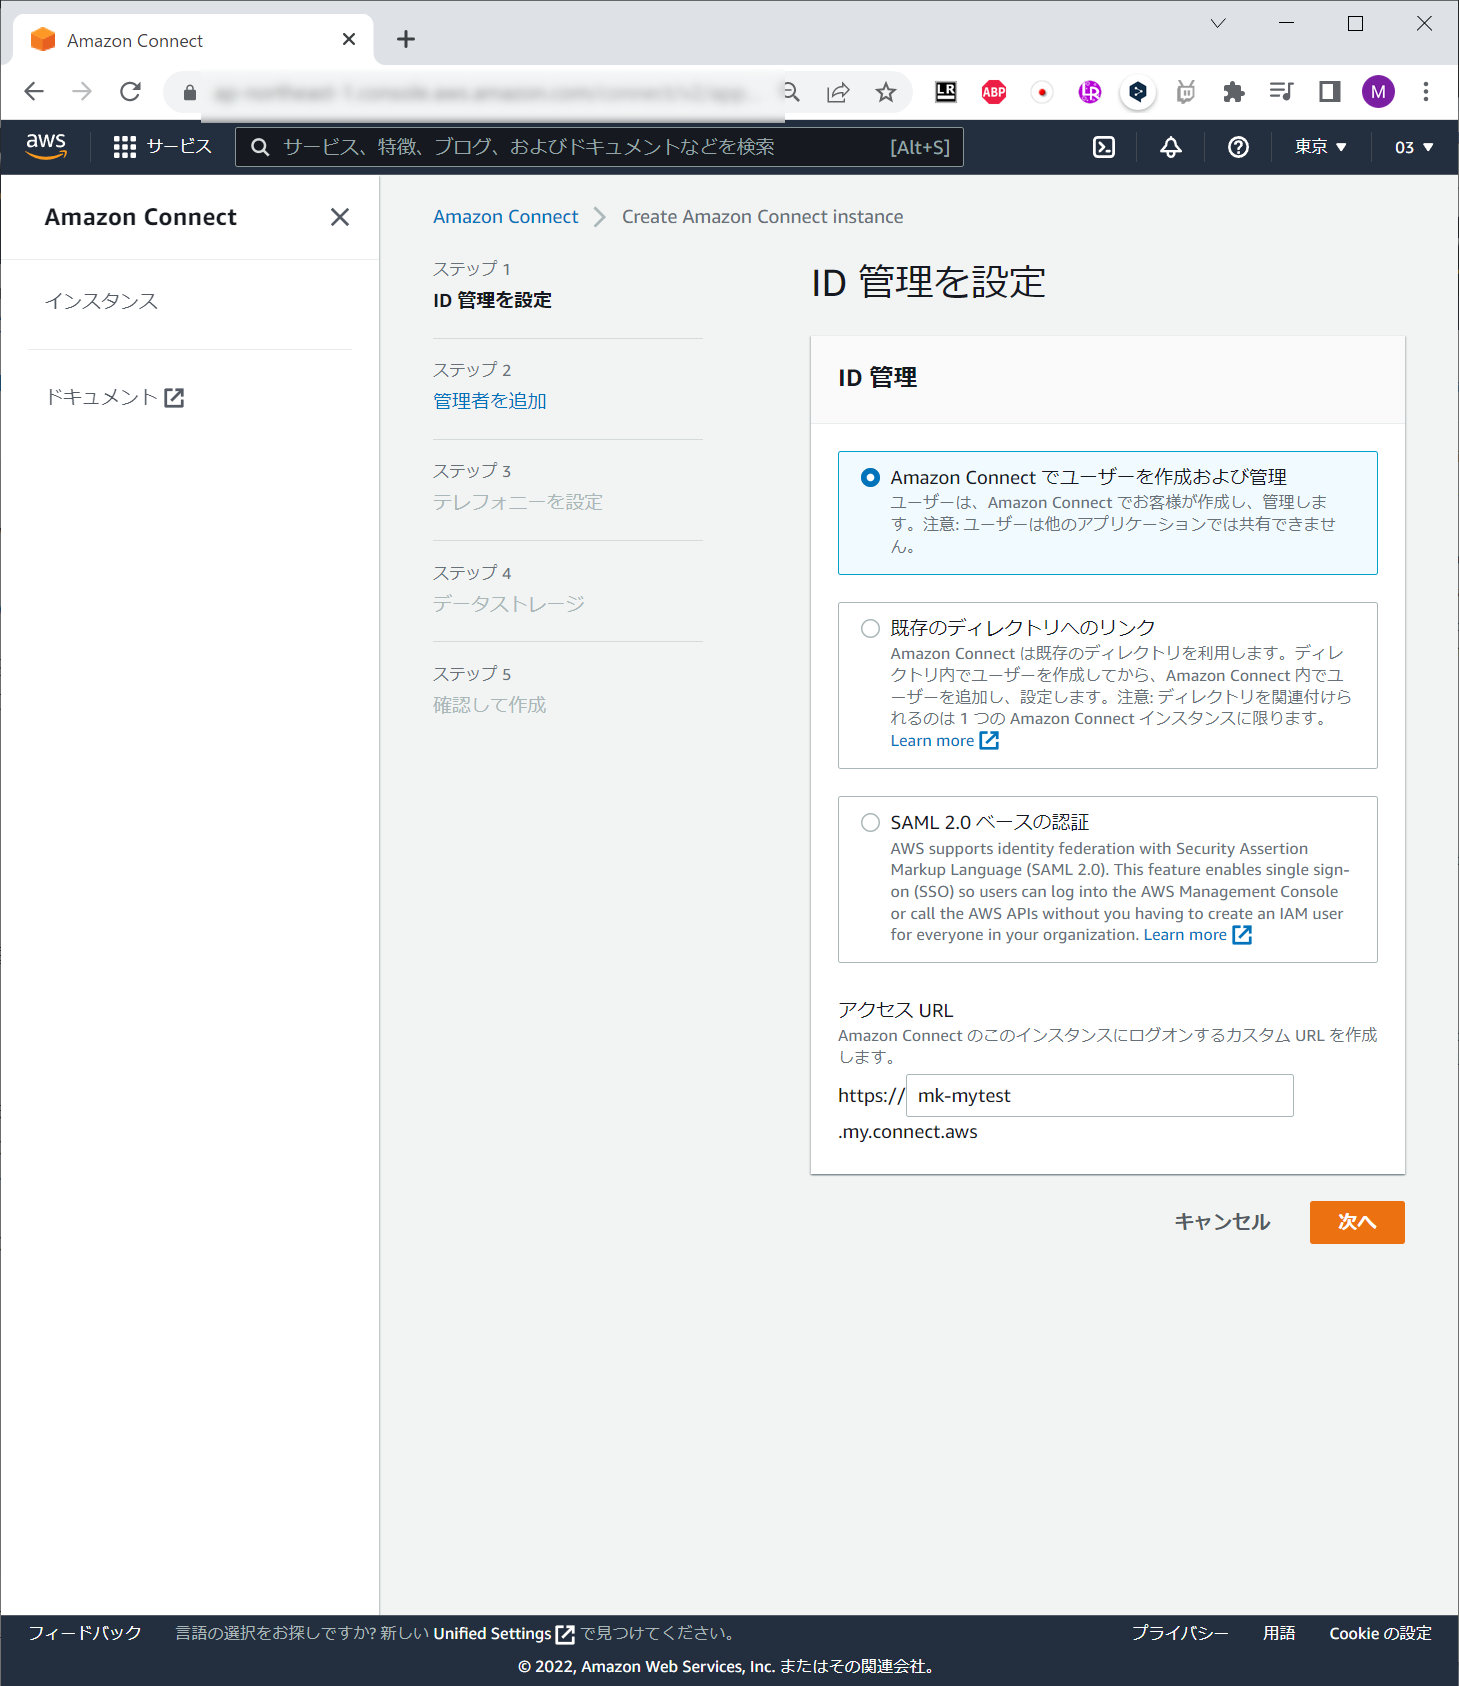 Amazon Connect
LR
ABP
LR
M
aws
サービス
サービス、特徴、ブログ、およびドキュメントなどを検索
[Alt+S]
東京 ▼
03 ▼
Amazon Connect
インスタンス
ドキュメント
Amazon Connect
Create Amazon Connect instance
ステップ 1
ID 管理を設定
ステップ 2
管理者を追加
ステップ 3
テレフォニーを設定
ステップ 4
データストレージ
ステップ 5
確認して作成
ID 管理を設定
ID 管理
Amazon Connect でユーザーを作成および管理
ユーザーは、Amazon Connect でお客様が作成し、管理しま
す。注意: ユーザーは他のアプリケーションでは共有できませ
ん。
既存のディレクトリへのリンク
Amazon Connect は既存のディレクトリを利用します。ディレ
クトリ内でユーザーを作成してから、Amazon Connect 内でユ
ーザーを追加し、設定します。注意: ディレクトリを関連付けら
れるのは 1 つの Amazon Connect インスタンスに限ります。
Learn more
SAML 2.0 ベースの認証
AWS supports identity federation with Security Assertion
Markup Language (SAML 2.0). This feature enables single sign-
on (SSO) so users can log into the AWS Management Console
or call the AWS APIs without you having to create an IAM user
for everyone in your organization. Learn more
アクセス URL
Amazon Connect のこのインスタンスにログオンするカスタム URL を作成
します。
https:// mk-mytest
.my.connect.aws
キャンセル
次へ
フィードバック
言語の選択をお探しですか? 新しい Unified Settings で見つけてください。
プライバシー
用語
Cookie の設定
© 2022, Amazon Web Services, Inc. またはその関連会社。